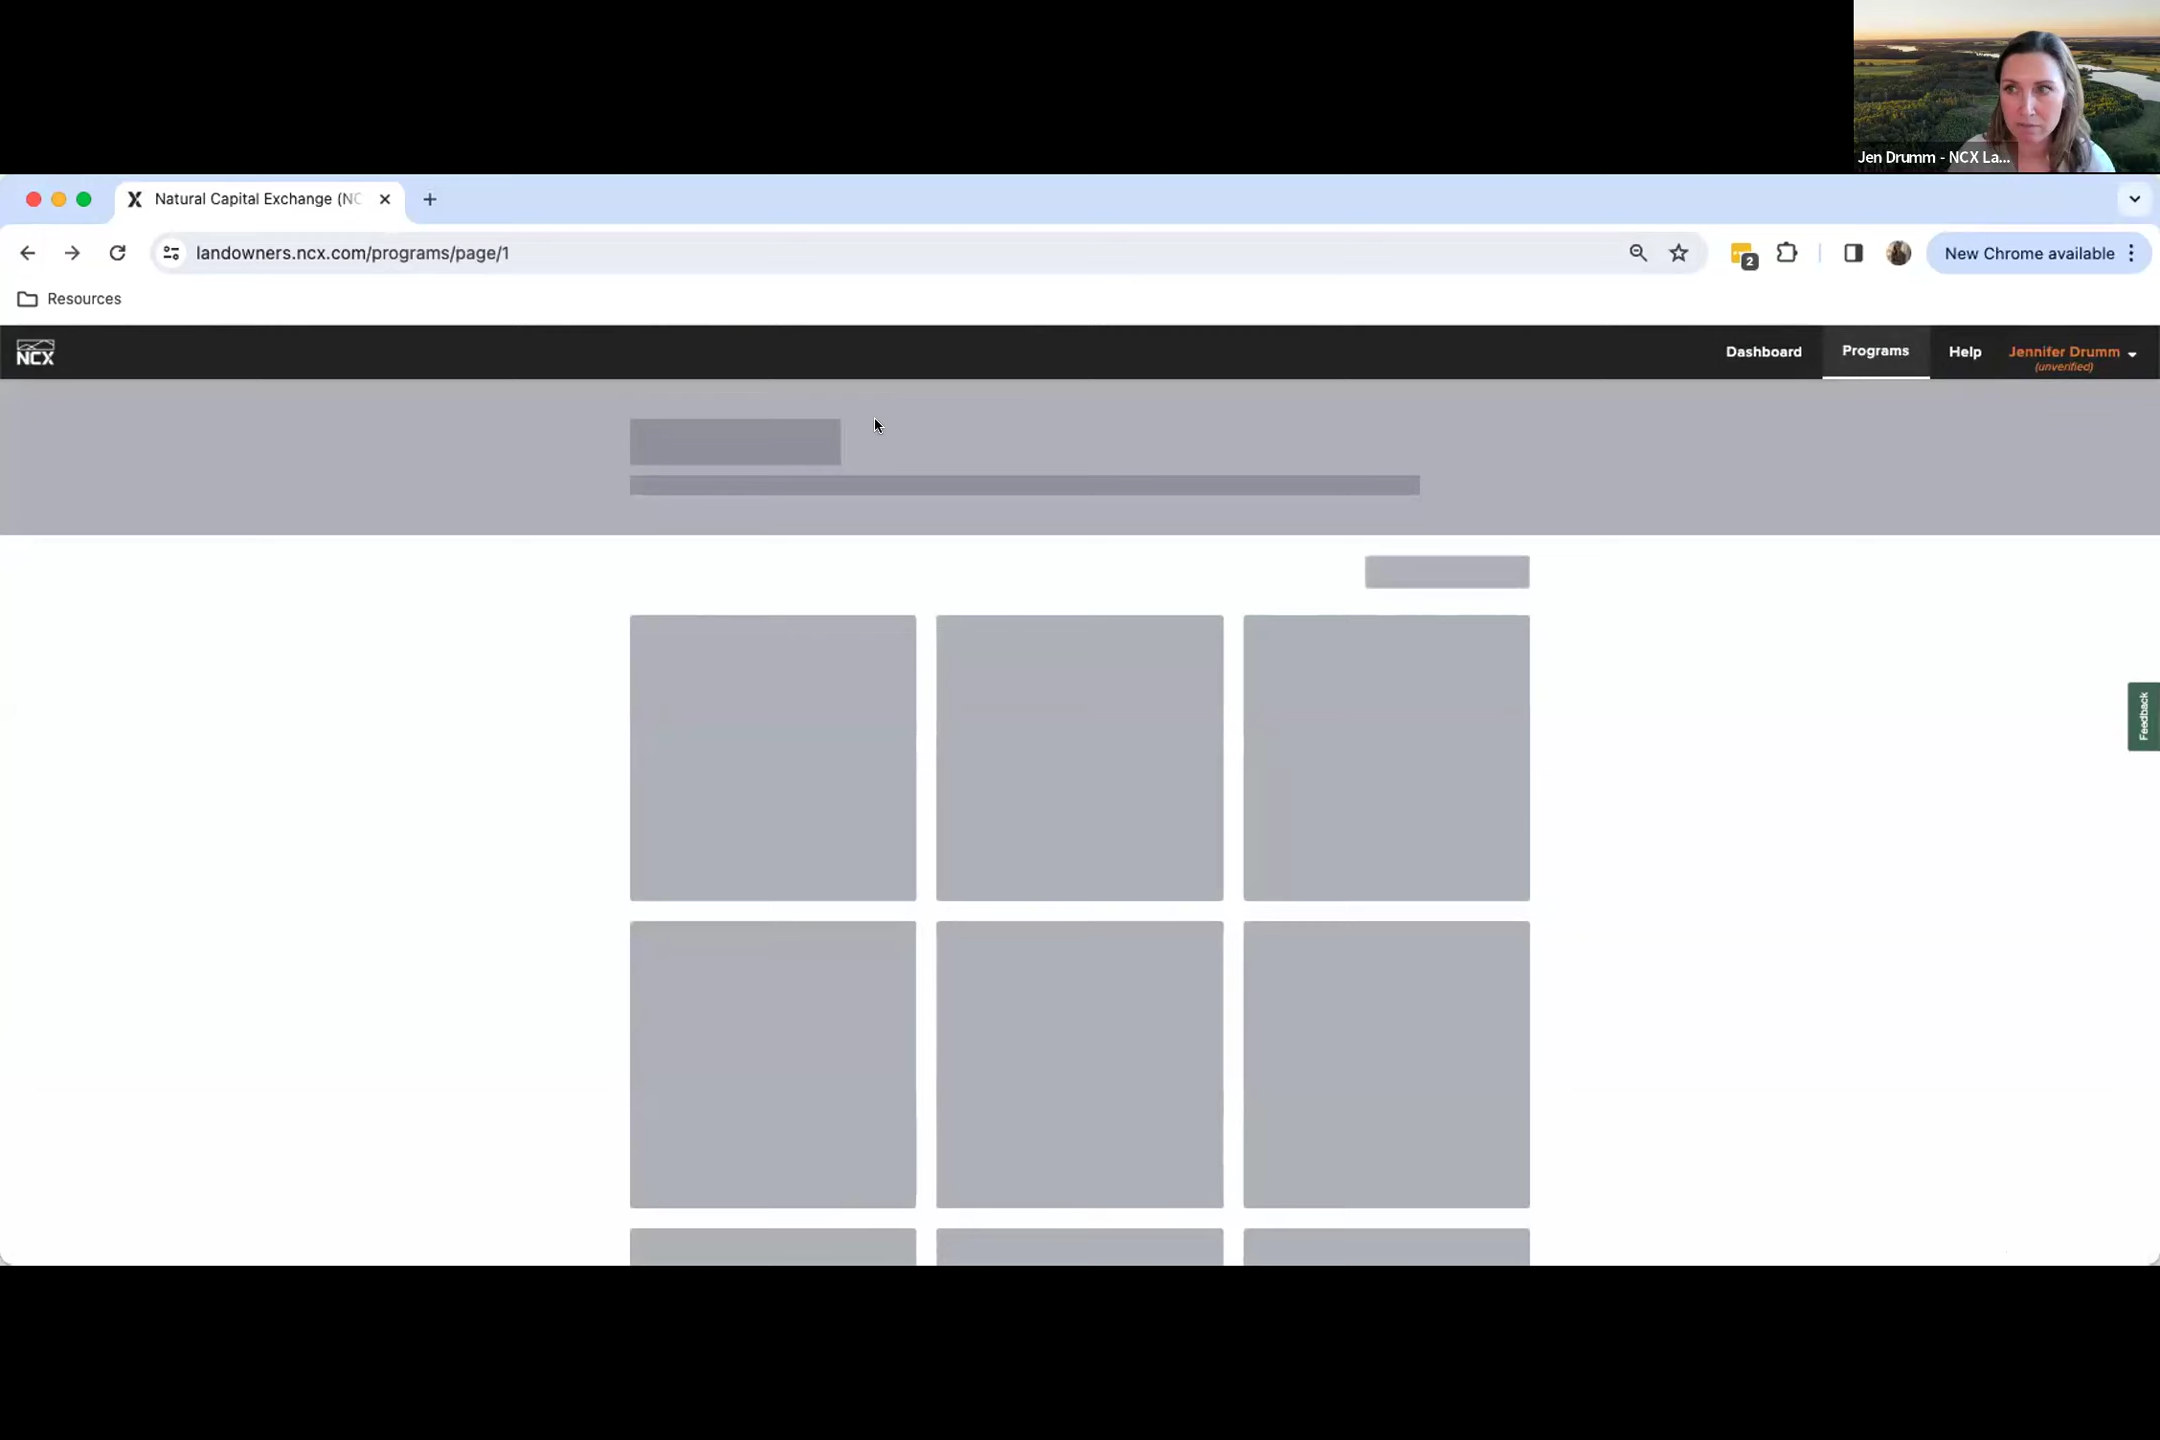 Jen Drumm - NCX La...
Natural Capital Exchange (NC
landowners.ncx.com/programs/page/1
2
New Chrome available
Resources
NCX
Dashboard
Programs
Help
Jennifer Drumm
(unverified)
Feedback